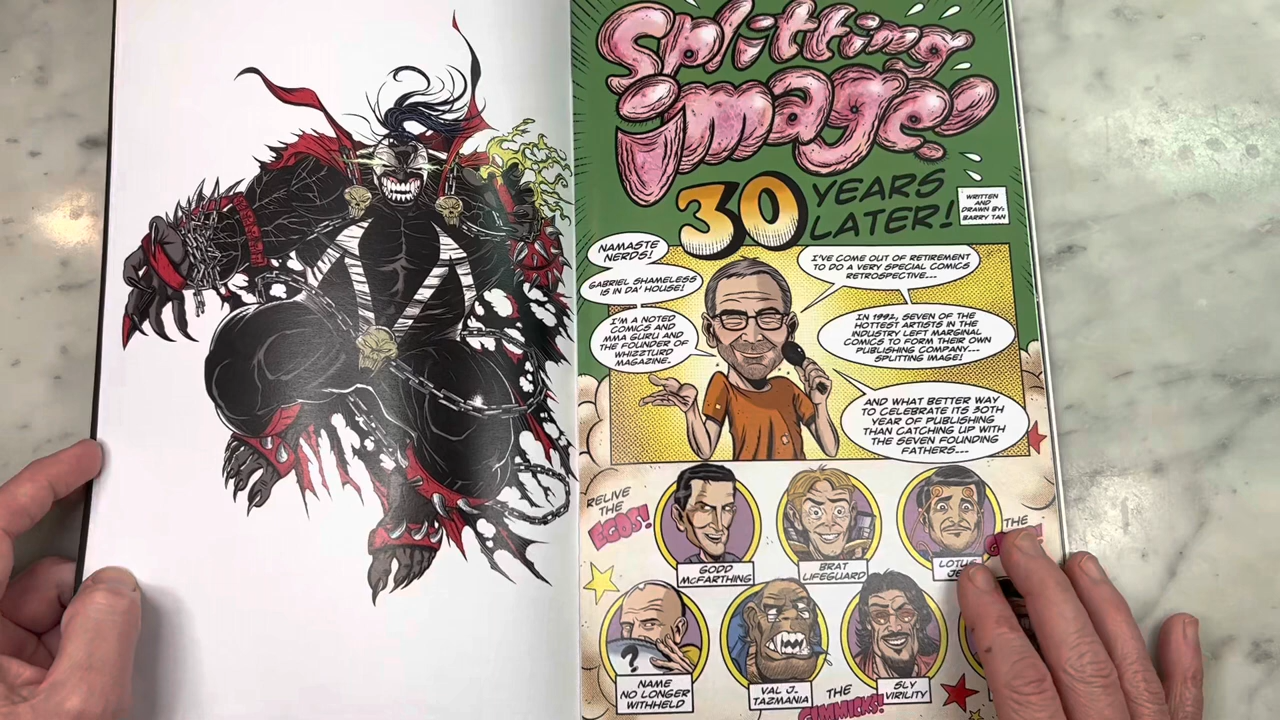 Splitting
image!
30 YEARS
LATER!
WRITTEN
AND
DRAWN BY:
BARRY TAN
NAMASTE
NERDS!
GABRIEL SHAMELESS
IS IN DA' HOUSE!
I'M A NOTED
COMICS AND
MMA GURU AND
THE FOUNDER OF
WHIZZTURD
MAGAZINE.
I'VE COME OUT OF RETIREMENT
TO DO A VERY SPECIAL COMICS
RETROSPECTIVE...
IN 1992, SEVEN OF THE
HOTTEST ARTISTS IN THE
INDUSTRY LEFT MARGINAL
COMICS TO FORM THEIR OWN
PUBLISHING COMPANY...
SPLITTING IMAGE!
AND WHAT BETTER WAY
TO CELEBRATE ITS 30TH
YEAR OF PUBLISHING
THAN CATCHING UP WITH
THE SEVEN FOUNDING
FATHERS...
RELIVE
THE
EGOS!
GODD
McFARTHING
BRAT
LIFEGUARD
LOTUS
THE
?
NAME
NO LONGER
WITHHELD
VAL J.
TAZMANIA
SLY
VIRILITY
THE
GIMMICKS!